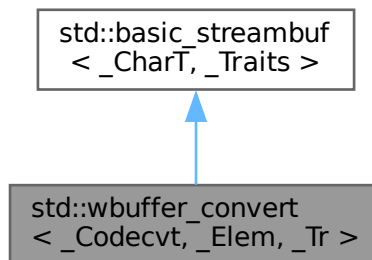 std::basic_streambuf
< _CharT, _Traits >
std::wbuffer_convert
< _Codecvt, _Elem, _Tr >